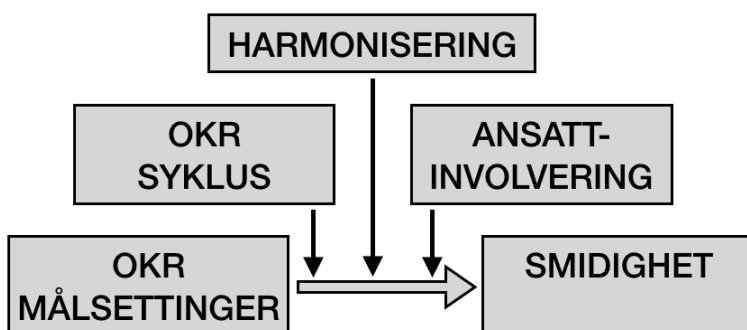 HARMONISERING
OKR
SYKLUS
ANSATT-
INVOLVERING
OKR
MÅLSETTINGER
SMIDIGHET